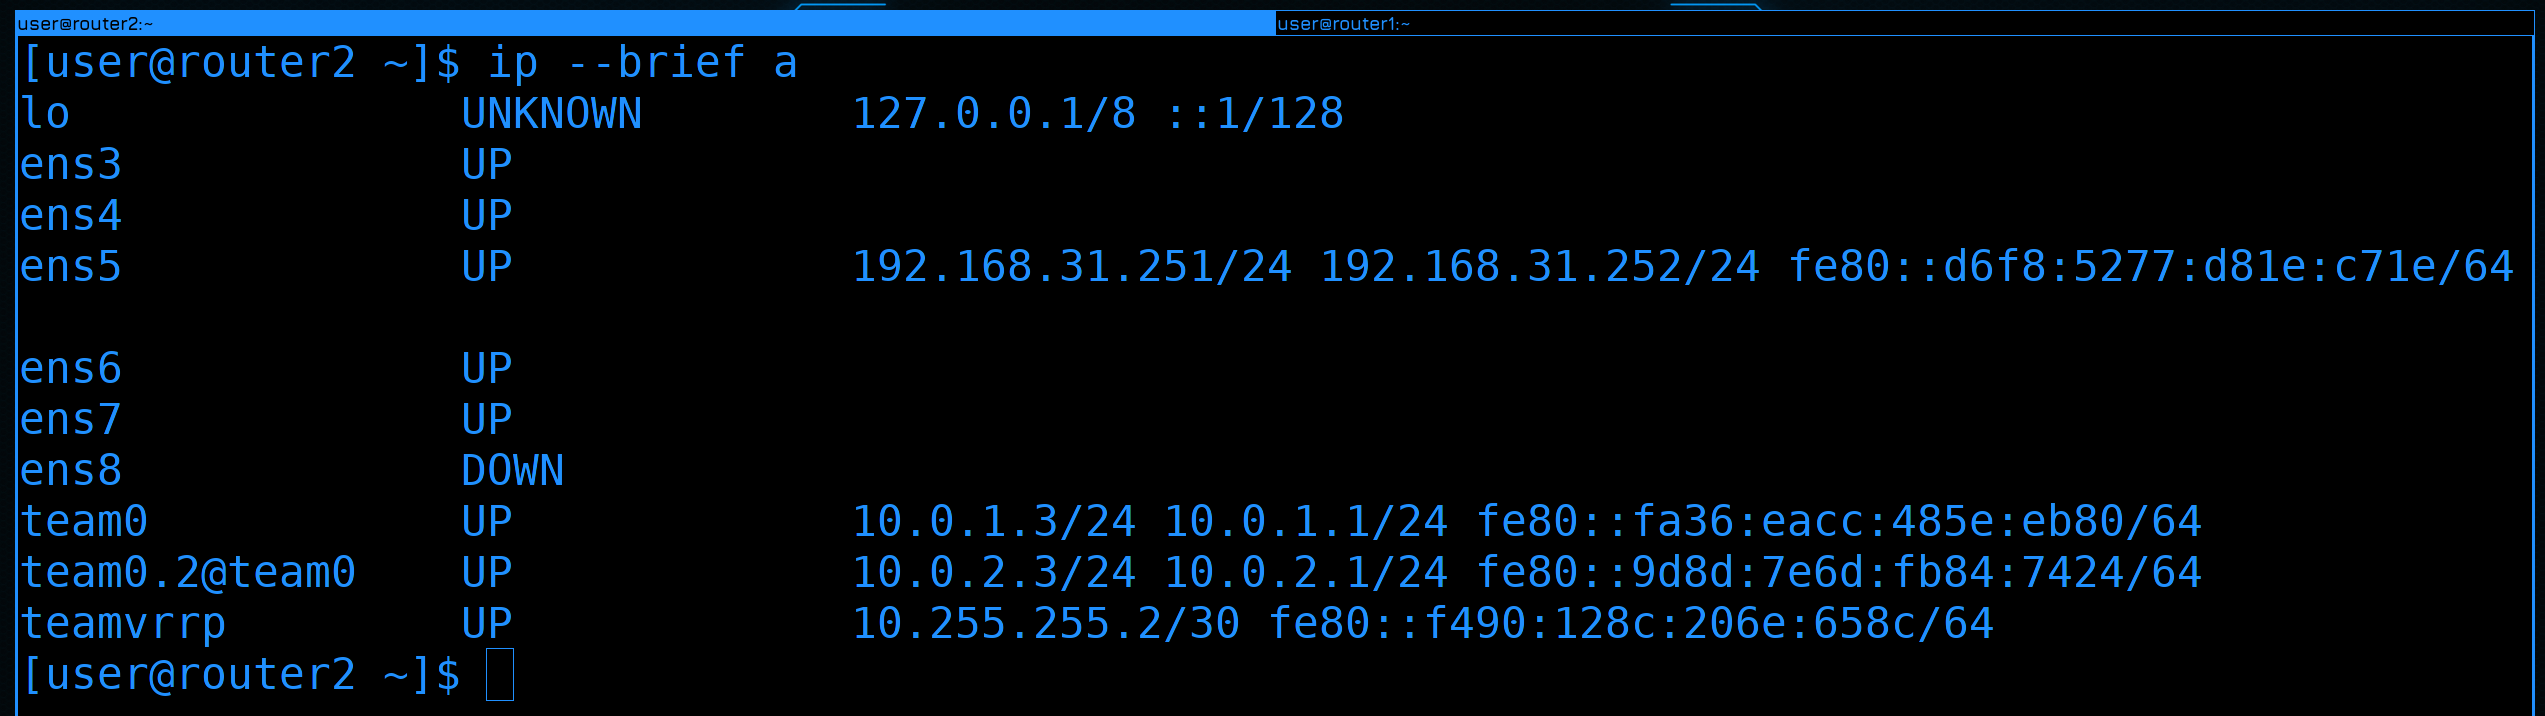 user@router2:~ user@router1:~
[user@router2 ~]$ ip --brief a
lo UNKNOWN 127.0.0.1/8 ::1/128
ens3 UP
ens4 UP
ens5 UP 192.168.31.251/24 192.168.31.252/24 fe80::d6f8:5277:d81e:c71e/64
ens6 UP
ens7 UP
ens8 DOWN
team0 UP 10.0.1.3/24 10.0.1.1/24 fe80::fa36:eacc:485e:eb80/64
team0.2@team0 UP 10.0.2.3/24 10.0.2.1/24 fe80::9d8d:7e6d:fb84:7424/64
teamvrrp UP 10.255.255.2/30 fe80::f490:128c:206e:658c/64
[user@router2 ~]$